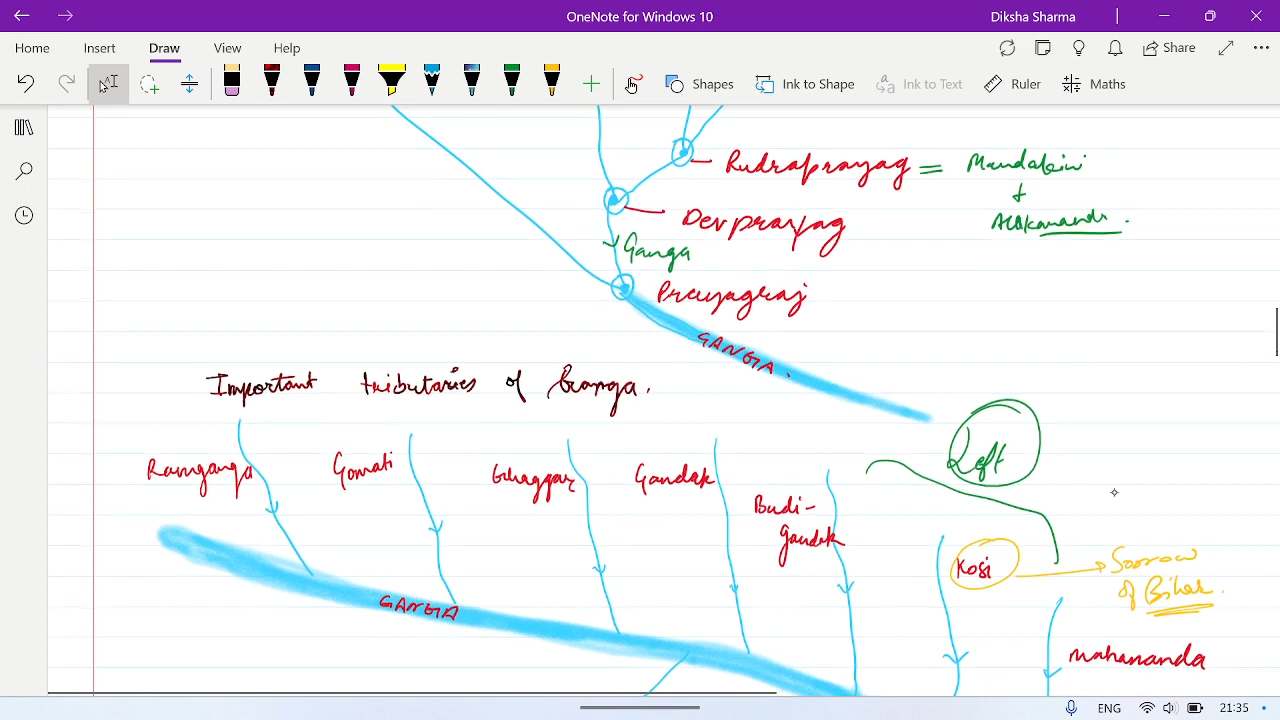 OneNote for Windows 10
Diksha Sharma
Home Insert Draw View Help
Share
Shapes
Ink to Shape
Ink to Text
Ruler
Maths
Rudraprayag = Mandakini
+
Alakananda.
Devprayag
Ganga
Prayagraj
GANGA.
Important tributaries of Ganga.
Left
Ramganga
Gomati
Ghaggar
Gandak
Budi-
gandak
Kosi
Sorrow
of Bihar.
GANGA
Mahananda
ENG
21:35